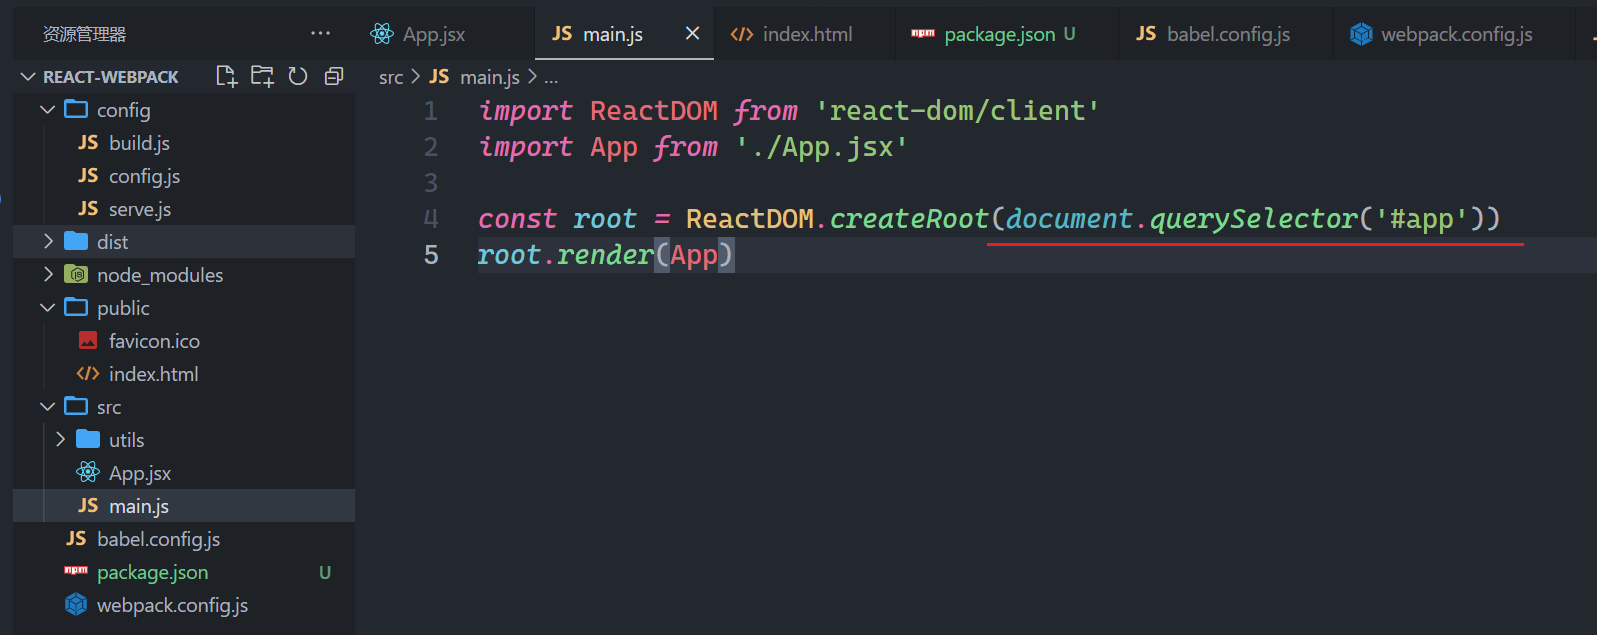 资源管理器 ···
App.jsx
JS main.js
index.html
npm package.json U
JS babel.config.js
webpack.config.js
REACT-WEBPACK
src > JS main.js > ...
config
JS build.js
JS config.js
JS serve.js
dist
node_modules
public
favicon.ico
index.html
src
utils
App.jsx
JS main.js
JS babel.config.js
npm package.json U
webpack.config.js
1 import ReactDOM from 'react-dom/client'
2 import App from './App.jsx'
3
4 const root = ReactDOM.createRoot(document.querySelector('#app'))
5 root.render(App)